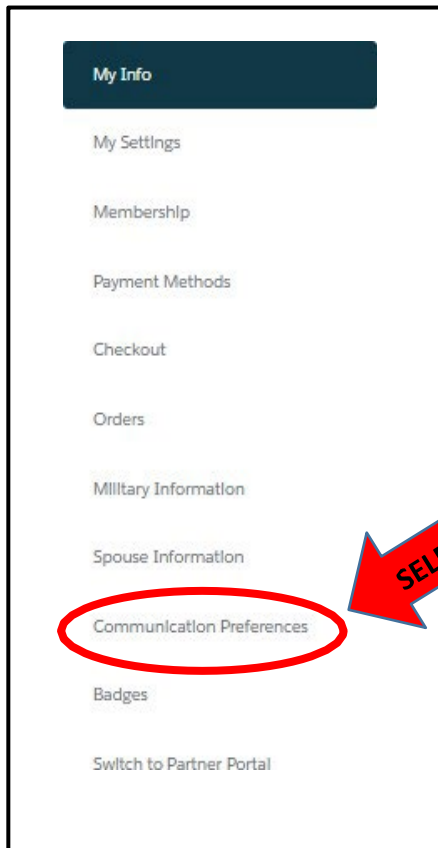 My Info
My Settings
Membership
Payment Methods
Checkout
Orders
Military Information
Spouse Information
Communication Preferences
Badges
Switch to Partner Portal